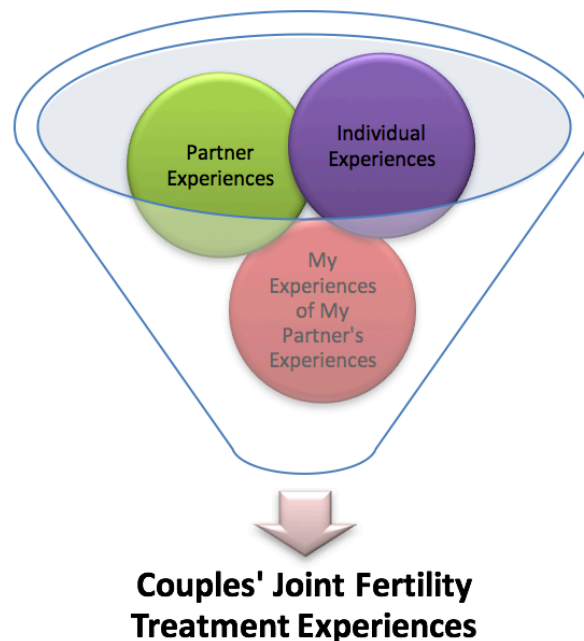 Partner
Experiences
Individual
Experiences
My
Experiences
of My
Partner's
Experiences
Couples' Joint Fertility
Treatment Experiences